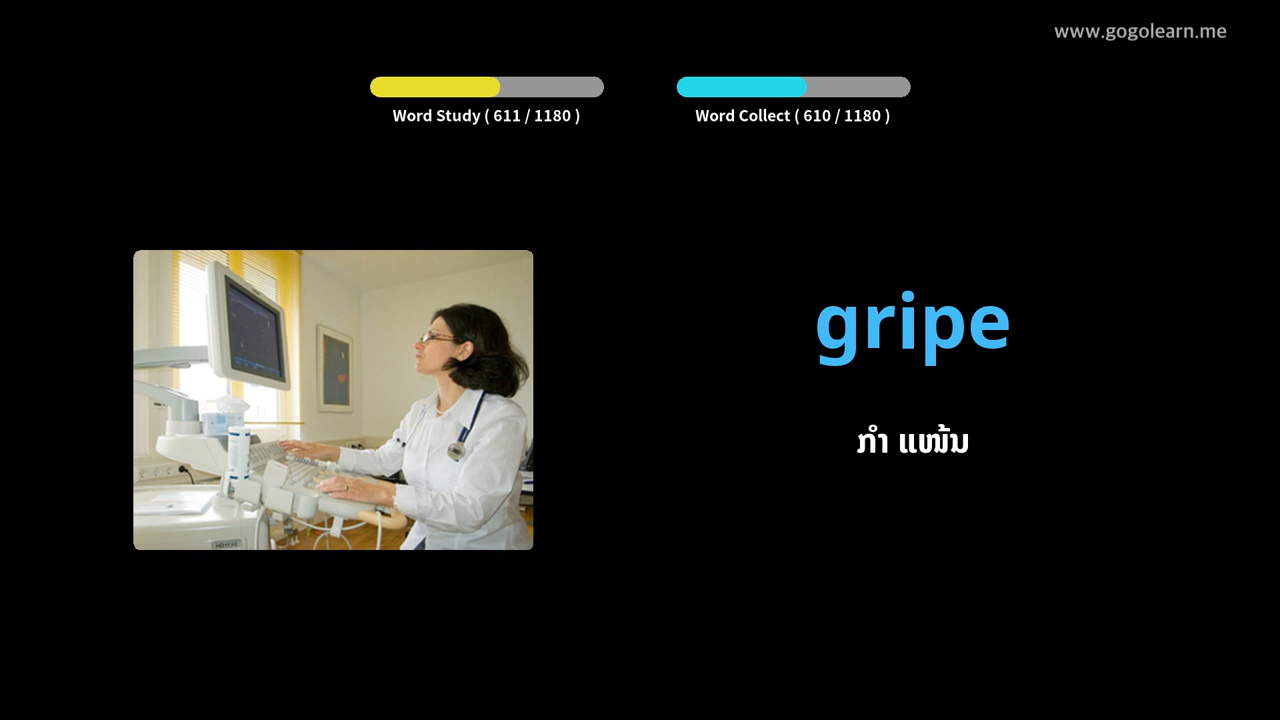 www.gogolearn.me
Word Study ( 611 / 1180 )
Word Collect ( 610 / 1180 )
gripe
ກຳ ແໜ້ນ